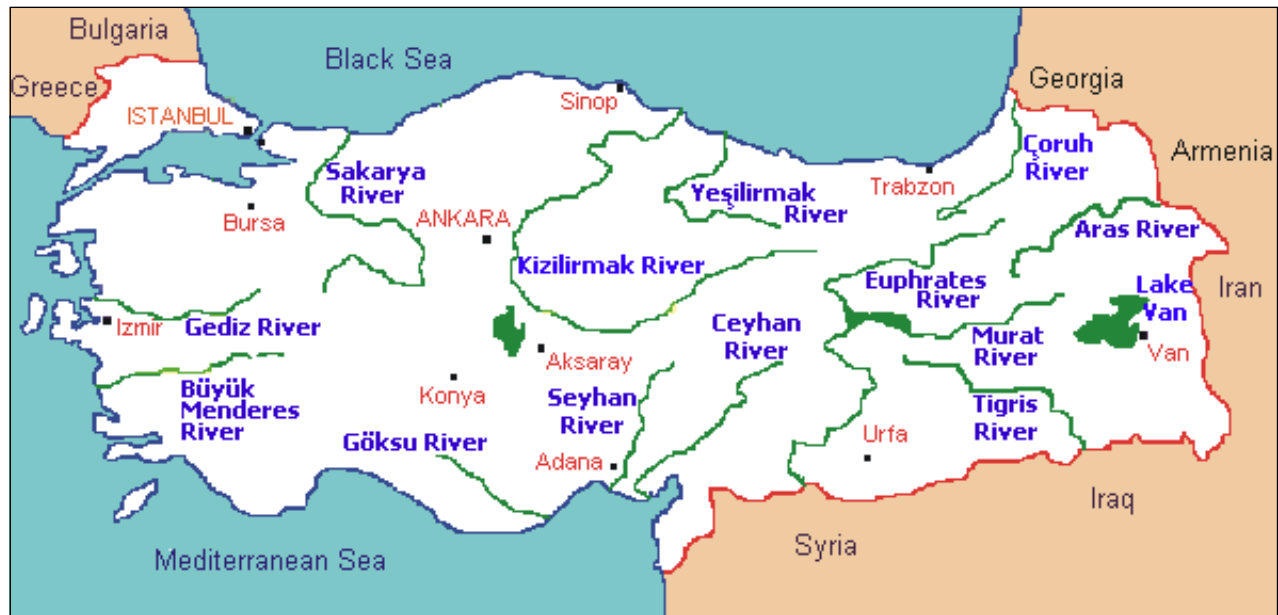 Bulgaria
Black Sea
Greece
Georgia
Sinop
ISTANBUL
Çoruh
River
Armenia
Sakarya
River
Trabzon
Yeşilirmak
River
Bursa
ANKARA
Aras River
Kizilirmak River
Euphrates
River
Lake
Van
Iran
Izmir
Gediz River
Ceyhan
River
Murat
River
Van
Aksaray
Büyük
Menderes
River
Konya
Seyhan
River
Tigris
River
Göksu River
Urfa
Adana
Iraq
Syria
Mediterranean Sea